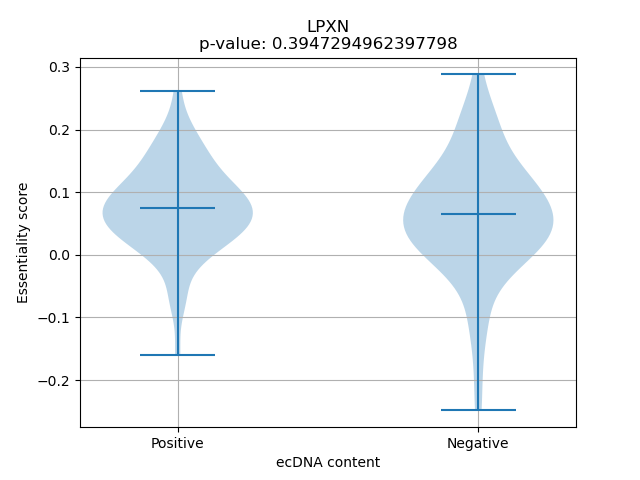 LPXN
p-value: 0.3947294962397798
0.3
0.2
0.1
0.0
−0.1
−0.2
Essentiality score
Positive
Negative
ecDNA content